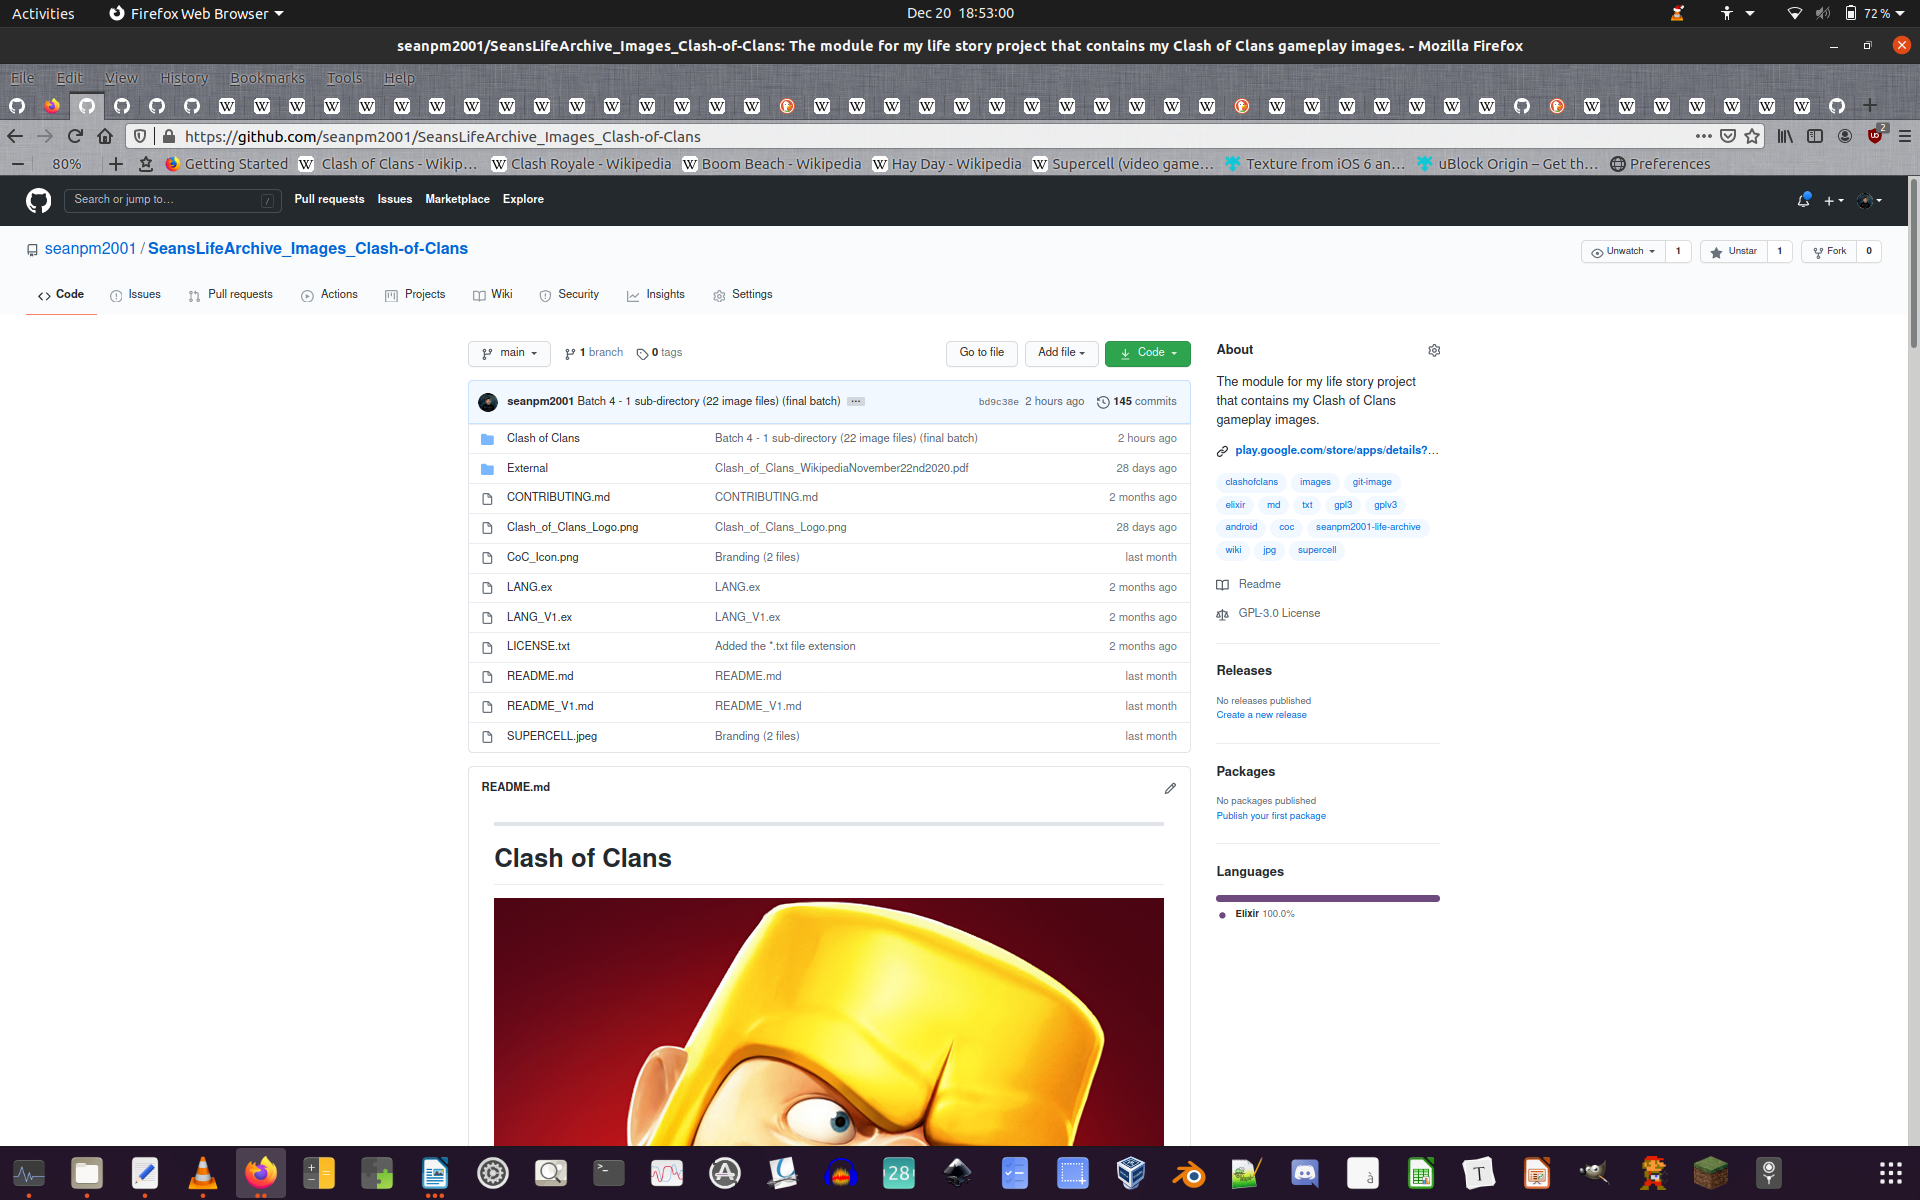 Activities
Firefox Web Browser
Dec 20 18:53:00
72 %
seanpm2001/SeansLifeArchive_Images_Clash-of-Clans: The module for my life story project that contains my Clash of Clans gameplay images. - Mozilla Firefox
File Edit View History Bookmarks Tools Help
https://github.com/seanpm2001/SeansLifeArchive_Images_Clash-of-Clans
2
80%
Getting Started
Clash of Clans - Wikip…
Clash Royale - Wikipedia
Boom Beach - Wikipedia
Hay Day - Wikipedia
Supercell (video game…
Texture from iOS 6 an…
uBlock Origin – Get th…
Preferences
Search or jump to…
/
Pull requests Issues Marketplace Explore
seanpm2001 / SeansLifeArchive_Images_Clash-of-Clans
Unwatch 1
Unstar 1
Fork 0
Code
Issues
Pull requests
Actions
Projects
Wiki
Security
Insights
Settings
main
1 branch
0 tags
Go to file
Add file
Code
seanpm2001 Batch 4 - 1 sub-directory (22 image files) (final batch) ...
bd9c38e 2 hours ago
145 commits
Clash of Clans Batch 4 - 1 sub-directory (22 image files) (final batch) 2 hours ago
External Clash_of_Clans_WikipediaNovember22nd2020.pdf 28 days ago
CONTRIBUTING.md CONTRIBUTING.md 2 months ago
Clash_of_Clans_Logo.png Clash_of_Clans_Logo.png 28 days ago
CoC_Icon.png Branding (2 files) last month
LANG.ex LANG.ex 2 months ago
LANG_V1.ex LANG_V1.ex 2 months ago
LICENSE.txt Added the *.txt file extension 2 months ago
README.md README.md last month
README_V1.md README_V1.md last month
SUPERCELL.jpeg Branding (2 files) last month
README.md
Clash of Clans
About
The module for my life story project
that contains my Clash of Clans
gameplay images.
play.google.com/store/apps/details?…
clashofclans images git-image
elixir md txt gpl3 gplv3
android coc seanpm2001-life-archive
wiki jpg supercell
Readme
GPL-3.0 License
Releases
No releases published
Create a new release
Packages
No packages published
Publish your first package
Languages
Elixir 100.0%
28